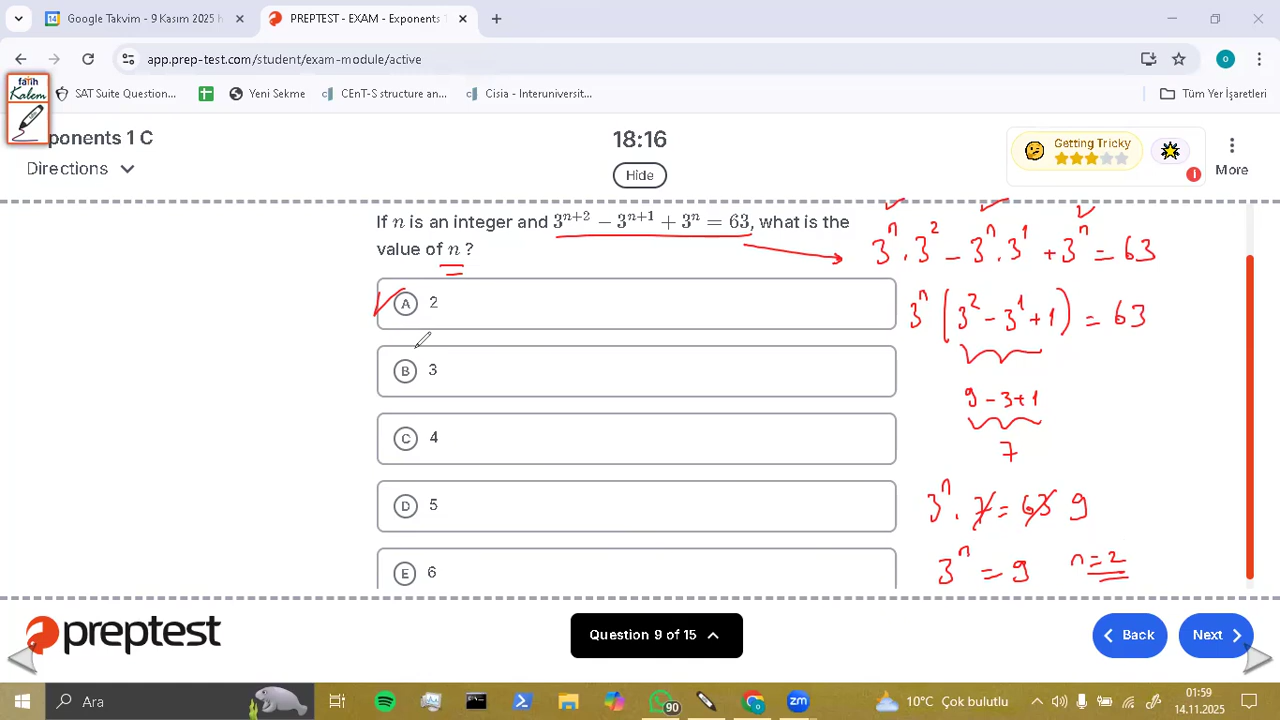 Google Takvim - 9 Kasım 2025 h
PREPTEST - EXAM - Exponents 1
app.prep-test.com/student/exam-module/active
SAT Suite Question...
Yeni Sekme
CEnT-S structure an...
Cisia - Interuniversit...
Tüm Yer İşaretleri
fatih
Kalem
ponents 1 C
Directions
18:16
Hide
Getting Tricky
More
If n is an integer and 3^{n+2} − 3^{n+1} + 3^n = 63, what is the
value of n ?
A 2
B 3
C 4
D 5
E 6
3^n . 3^2 - 3^n . 3^1 + 3^n = 63
3^n (3^2 - 3^1 + 1) = 63
9 - 3 + 1
7
3^n . 7 = 63 9
3^n = 9 n = 2
preptest
Question 9 of 15
Back
Next
Ara
90
zm
10°C Çok bulutlu
01:59
14.11.2025